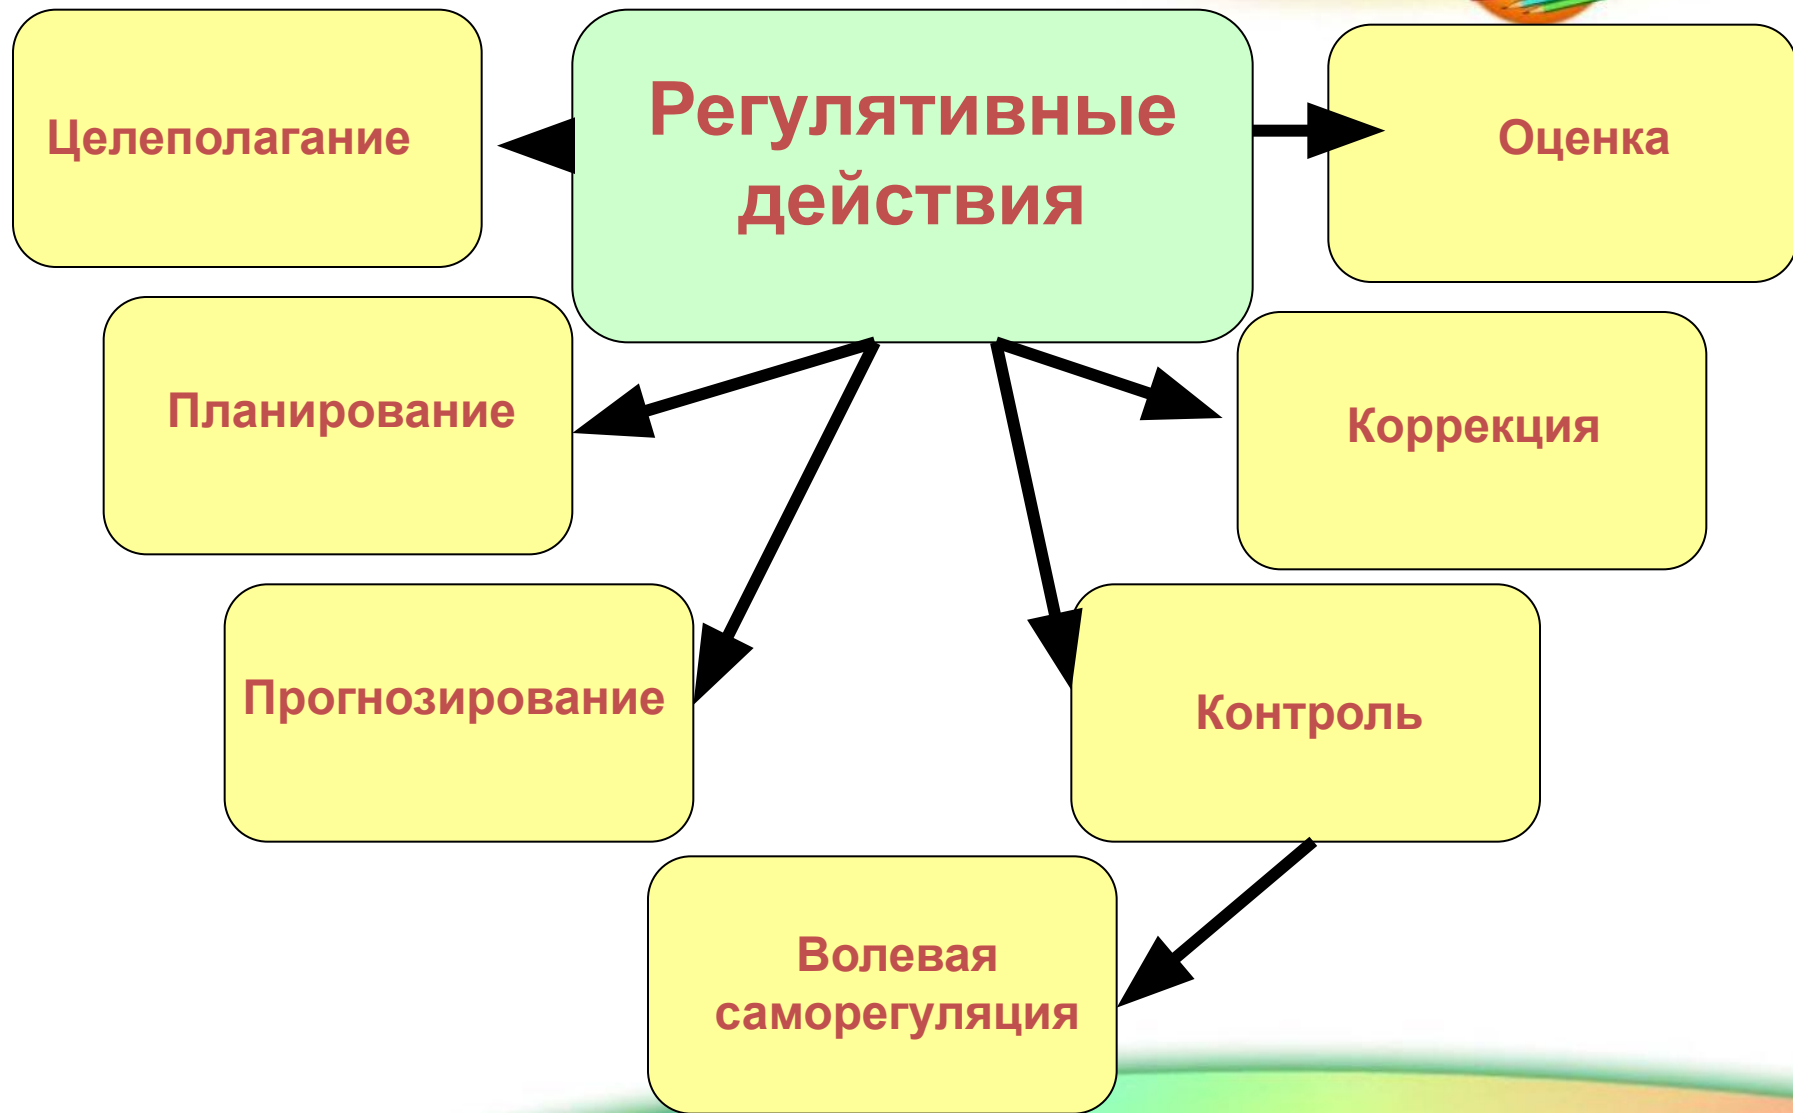 Регулятивные
действия
Целеполагание
Оценка
Планирование
Коррекция
Прогнозирование
Контроль
Волевая
саморегуляция